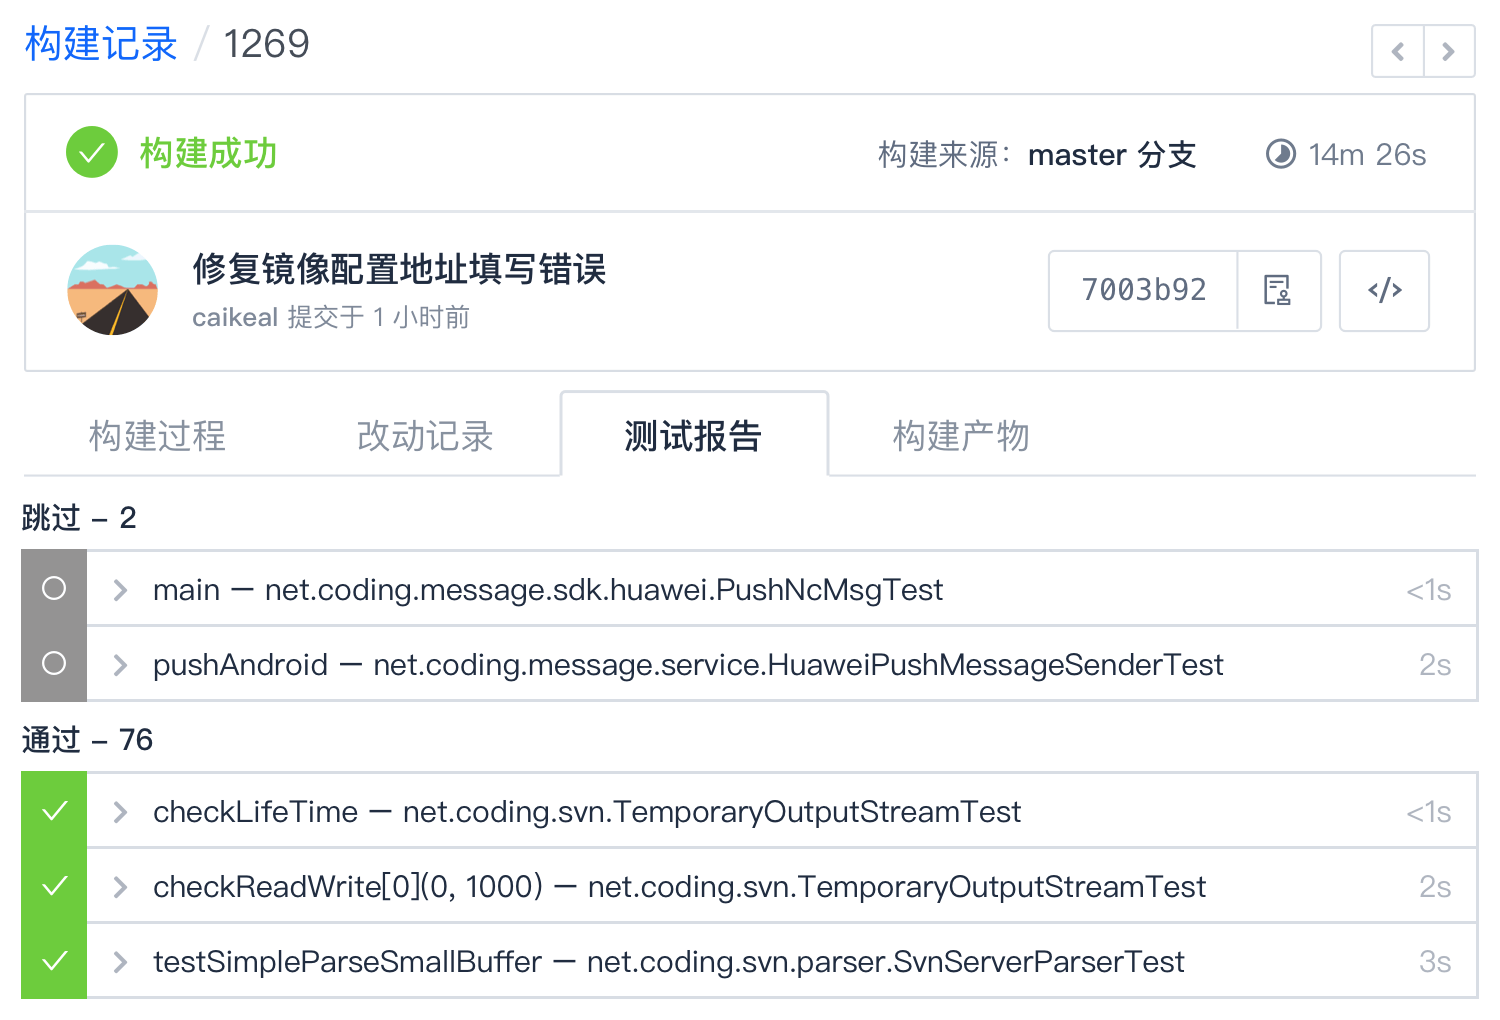 构建记录 / 1269
构建成功 构建来源： master 分支 14m 26s
修复镜像配置地址填写错误
caikeal 提交于 1 小时前
7003b92 </>
构建过程 改动记录 测试报告 构建产物
跳过 – 2
main — net.coding.message.sdk.huawei.PushNcMsgTest <1s
pushAndroid — net.coding.message.service.HuaweiPushMessageSenderTest 2s
通过 – 76
checkLifeTime — net.coding.svn.TemporaryOutputStreamTest <1s
checkReadWrite[0](0, 1000) — net.coding.svn.TemporaryOutputStreamTest 2s
testSimpleParseSmallBuffer — net.coding.svn.parser.SvnServerParserTest 3s